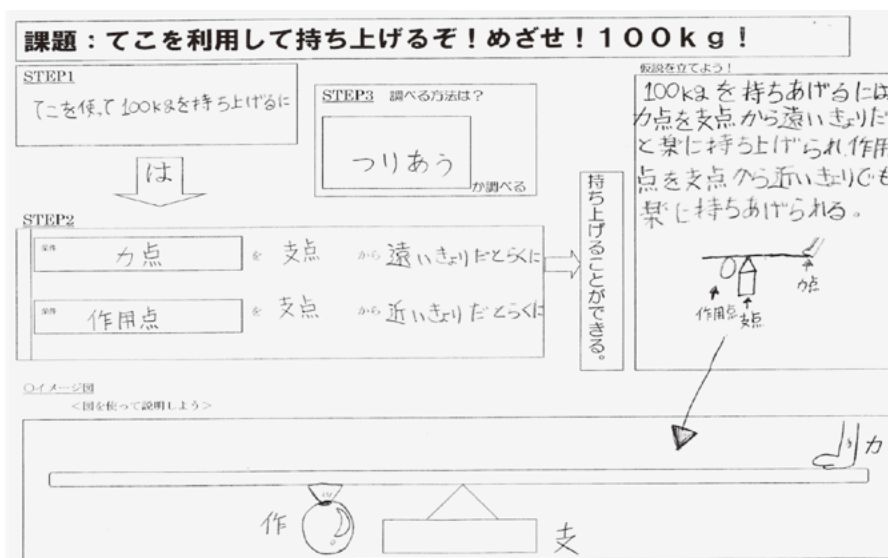 課題：てこを利用して持ち上げるぞ！めざせ！１００ｋｇ！
STEP1
てこを使って100kgを持ち上げるに
は
STEP3 調べる方法は？
つりあう
か調べる
STEP2
条件 力点 を 支点 から 遠いきょりだとらくに
条件 作用点 を 支点 から 近いきょりだとらくに
持ち上げることができる。
仮説を立てよう！
100kgを持ちあげるには
力点を支点から遠いきょりだ
と楽に持ち上げられ作用
点を支点から近いきょりでも
楽に持ちあげられる。
力点
作用点
支点
○イメージ図
＜図を使って説明しよう＞
力
作
支